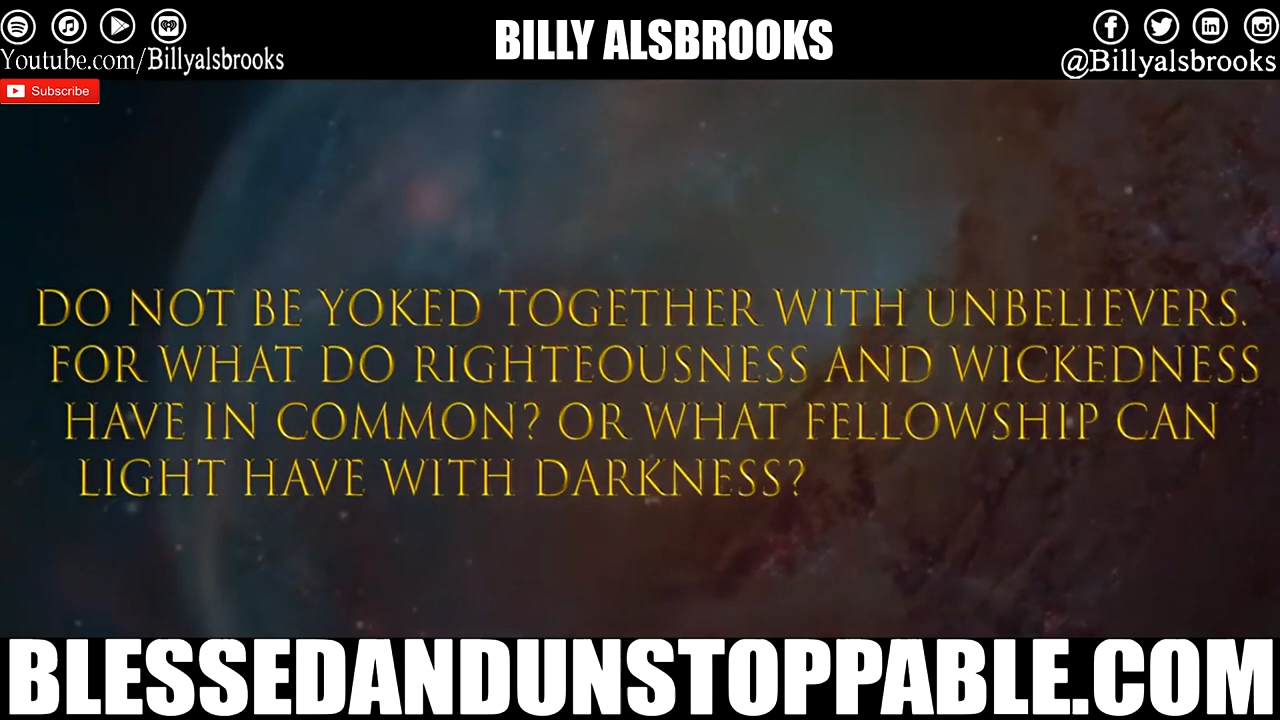 BILLY ALSBROOKS
Youtube.com/Billyalsbrooks
@Billyalsbrooks
Subscribe
DO NOT BE YOKED TOGETHER WITH UNBELIEVERS.
FOR WHAT DO RIGHTEOUSNESS AND WICKEDNESS
HAVE IN COMMON? OR WHAT FELLOWSHIP CAN
LIGHT HAVE WITH DARKNESS?
BLESSEDANDUNSTOPPABLE.COM